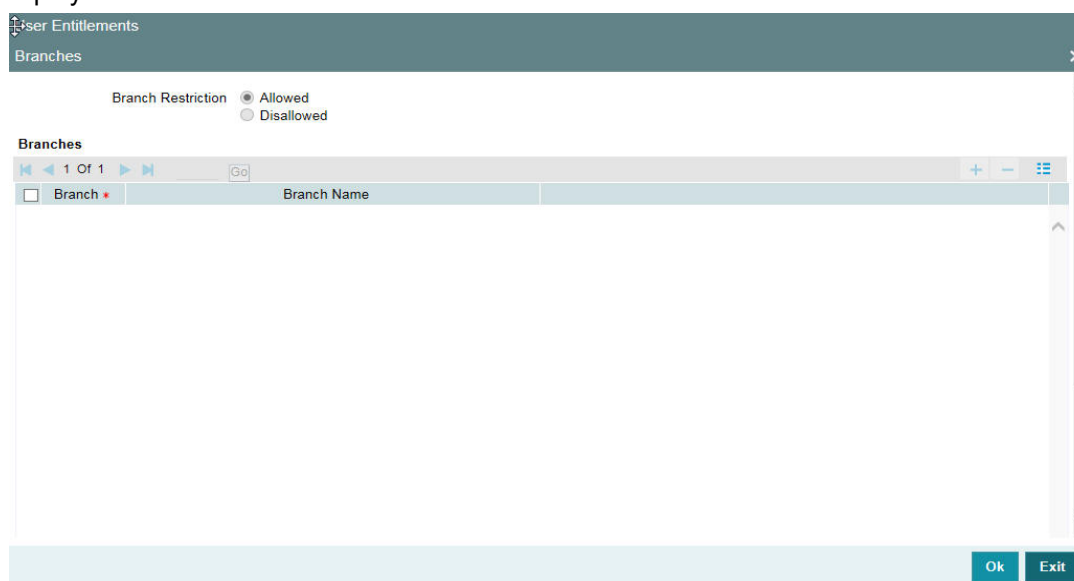 ser Entitlements
Branches
Branch Restriction Allowed
Disallowed
Branches
1 Of 1 Go
Branch * Branch Name
Ok Exit